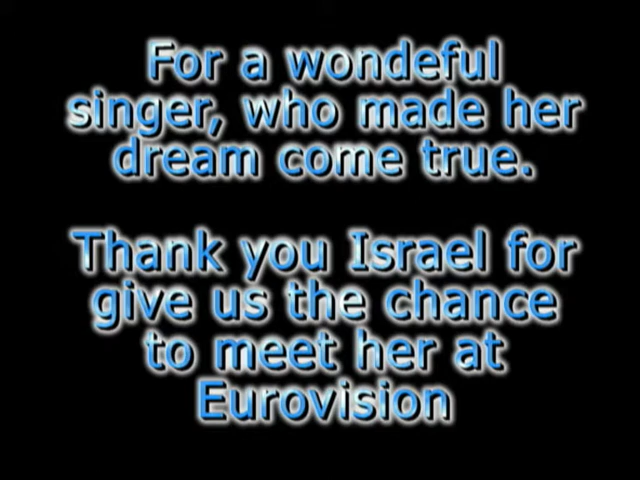 For a wondeful
singer, who made her
dream come true.
Thank you Israel for
give us the chance
to meet her at
Eurovision